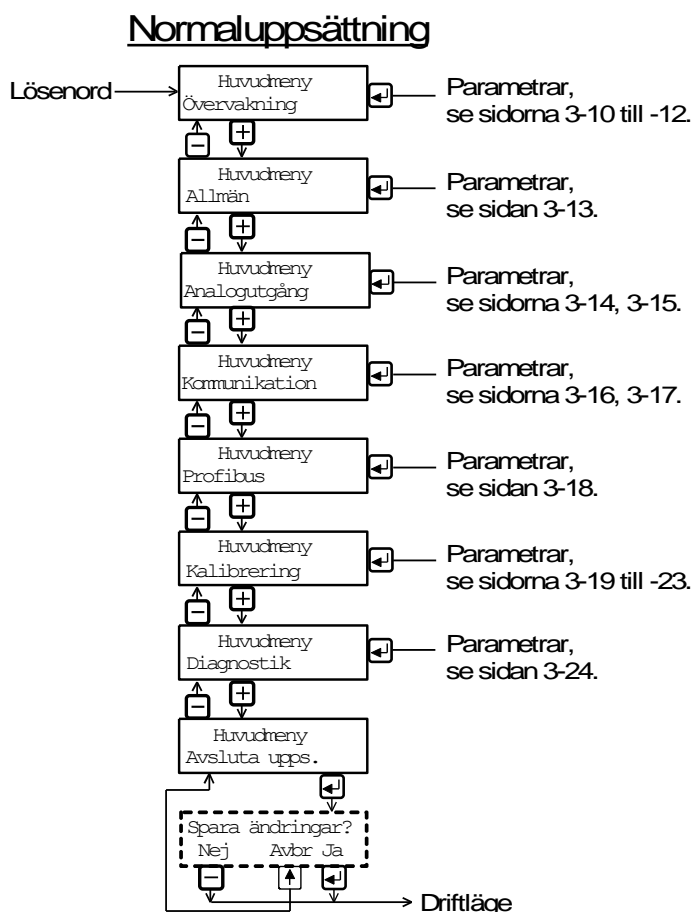 Normaluppsättning
Lösenord
Huvudmeny
Övervakning
Parametrar,
se sidorna 3-10 till -12.
Huvudmeny
Allmän
Parametrar,
se sidan 3-13.
Huvudmeny
Analogutgång
Parametrar,
se sidorna 3-14, 3-15.
Huvudmeny
Kommunikation
Parametrar,
se sidorna 3-16, 3-17.
Huvudmeny
Profibus
Parametrar,
se sidan 3-18.
Huvudmeny
Kalibrering
Parametrar,
se sidorna 3-19 till -23.
Huvudmeny
Diagnostik
Parametrar,
se sidan 3-24.
Huvudmeny
Avsluta upps.
Spara ändringar?
Nej Avbr Ja
Driftläge